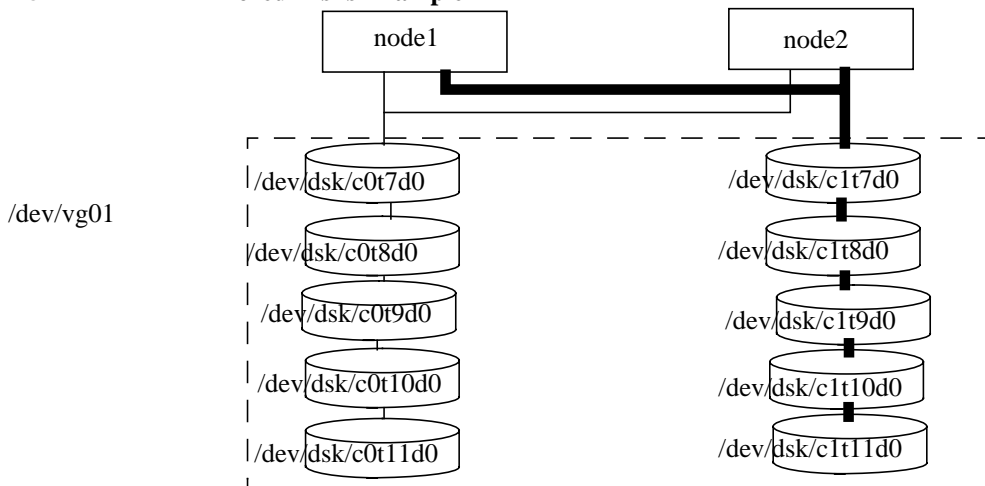 node1
node2
/dev/vg01
/dev/dsk/c0t7d0
/dev/dsk/c1t7d0
/dev/dsk/c0t8d0
/dev/dsk/c1t8d0
/dev/dsk/c0t9d0
/dev/dsk/c1t9d0
/dev/dsk/c0t10d0
/dev/dsk/c1t10d0
/dev/dsk/c0t11d0
/dev/dsk/c1t11d0